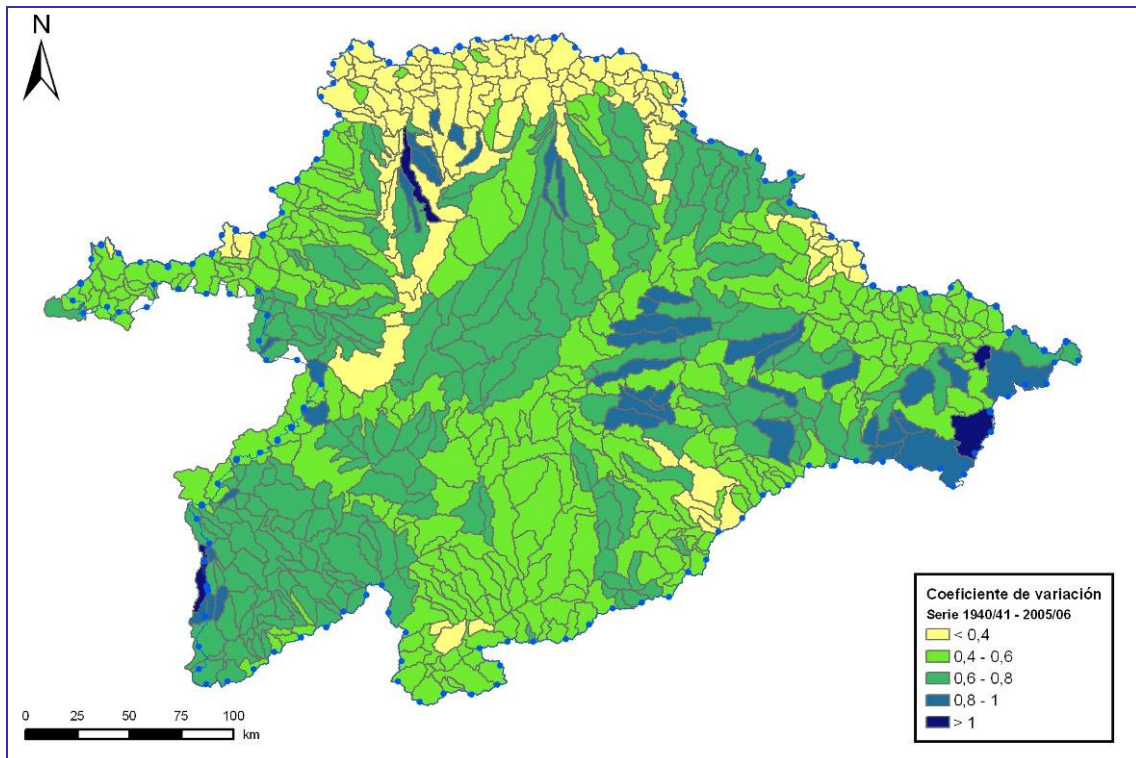 N
Coeficiente de variación
Serie 1940/41 - 2005/06
< 0,4
0,4 - 0,6
0,6 - 0,8
0,8 - 1
> 1
0 25 50 75 100
km